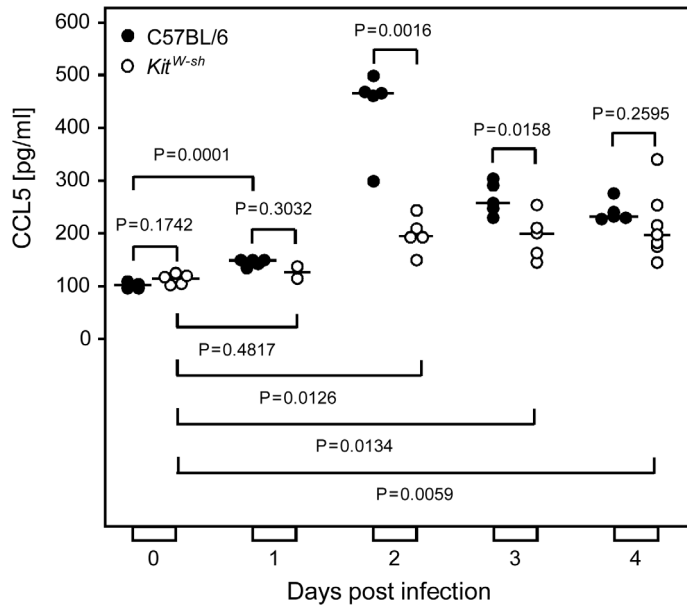 600
500
400
300
200
100
0
CCL5 [pg/ml]
C57BL/6
Kit^W-sh
P=0.0016
P=0.2595
P=0.0158
P=0.0001
P=0.3032
P=0.1742
P=0.4817
P=0.0126
P=0.0134
P=0.0059
0 1 2 3 4
Days post infection